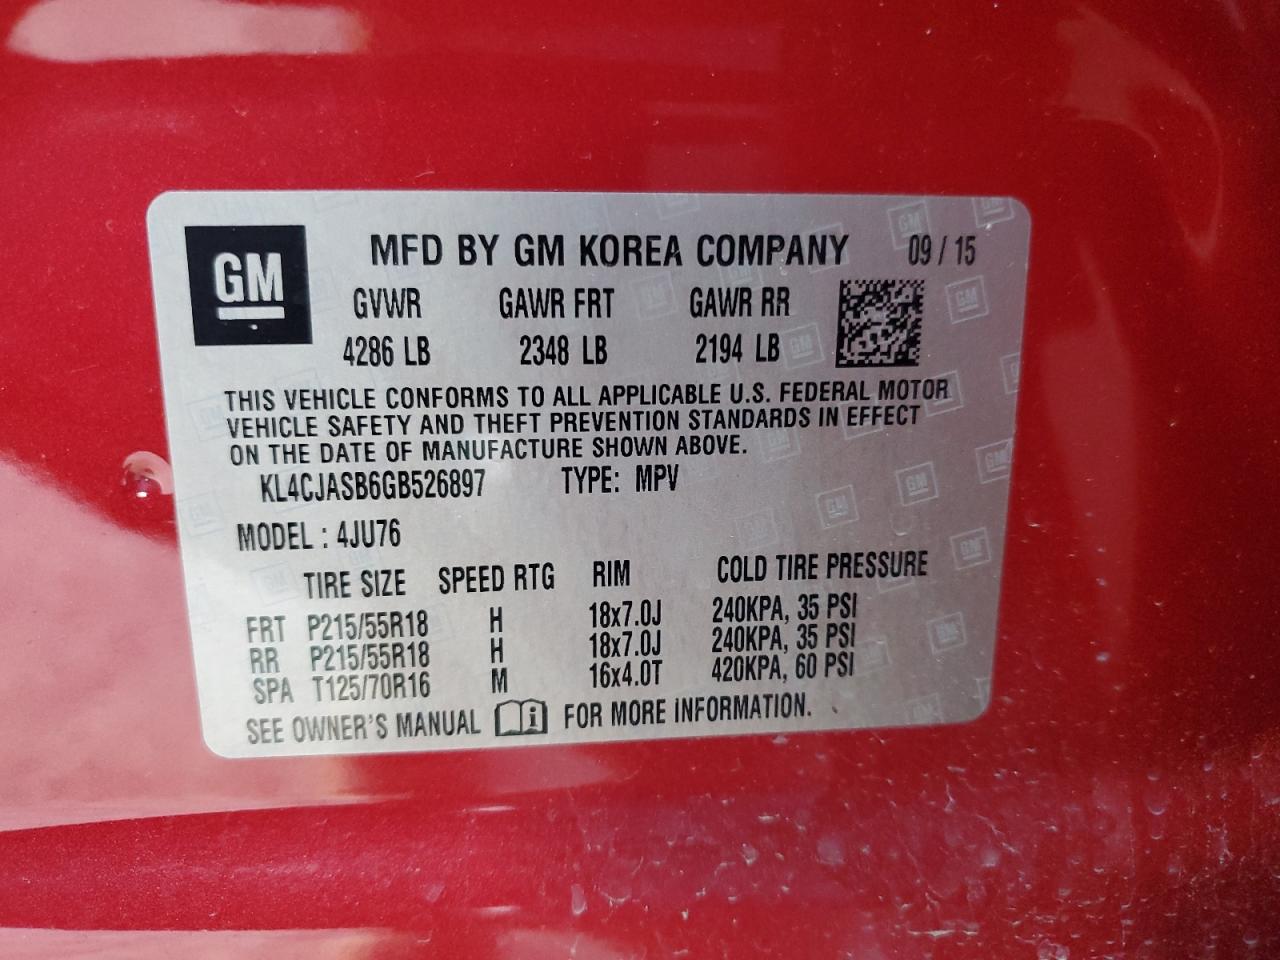 GM
MFD BY GM KOREA COMPANY 09 / 15
GVWR GAWR FRT GAWR RR
4286 LB 2348 LB 2194 LB
THIS VEHICLE CONFORMS TO ALL APPLICABLE U.S. FEDERAL MOTOR
VEHICLE SAFETY AND THEFT PREVENTION STANDARDS IN EFFECT
ON THE DATE OF MANUFACTURE SHOWN ABOVE.
KL4CJASB6GB526897 TYPE: MPV
MODEL : 4JU76
TIRE SIZE SPEED RTG RIM COLD TIRE PRESSURE
FRT P215/55R18 H 18x7.0J 240KPA, 35 PSI
RR P215/55R18 H 18x7.0J 240KPA, 35 PSI
SPA T125/70R16 M 16x4.0T 420KPA, 60 PSI
SEE OWNER'S MANUAL i FOR MORE INFORMATION.